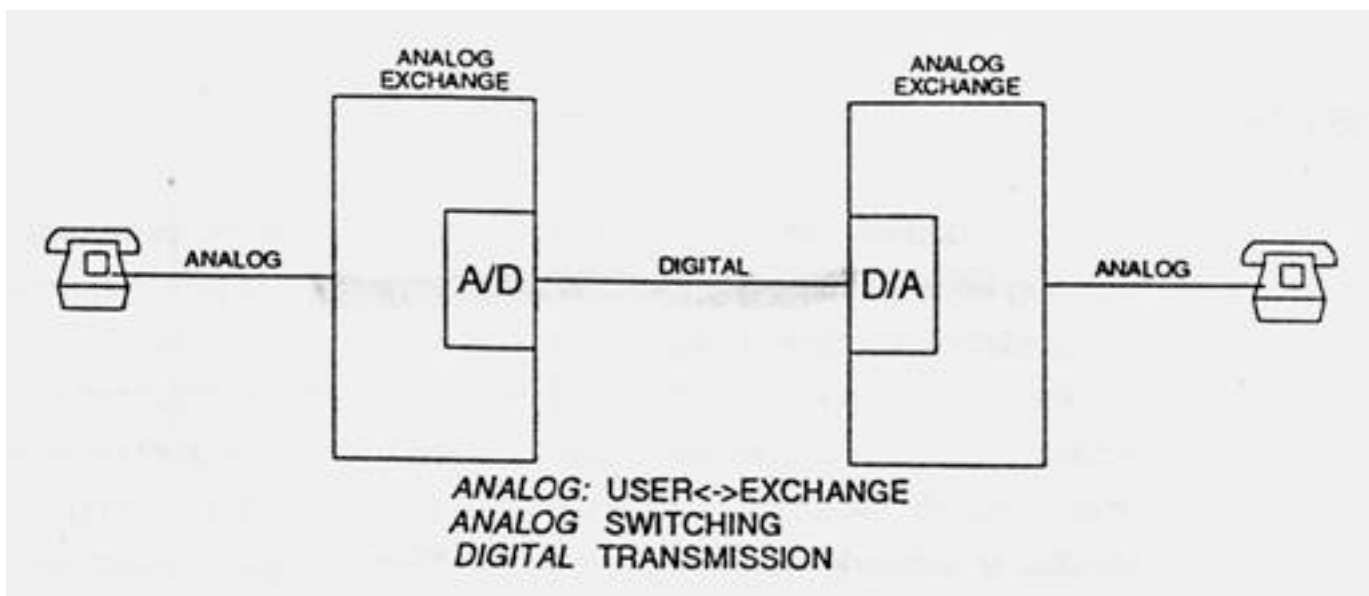 ANALOG
EXCHANGE
ANALOG
EXCHANGE
ANALOG
A/D
DIGITAL
D/A
ANALOG
ANALOG: USER<->EXCHANGE
ANALOG SWITCHING
DIGITAL TRANSMISSION